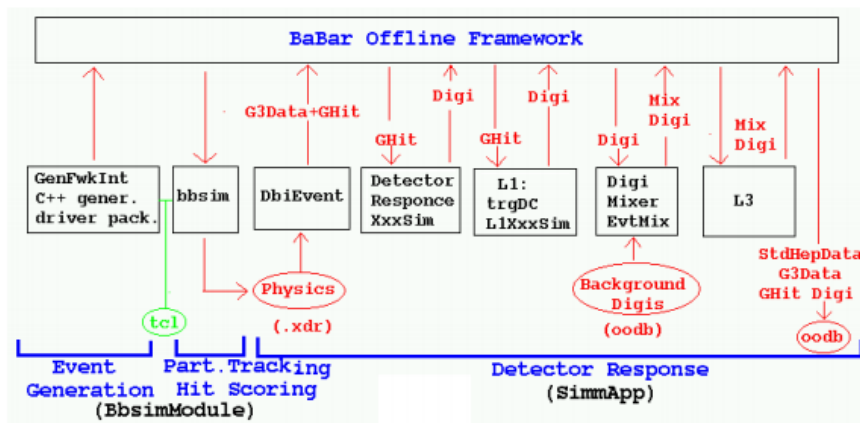 BaBar Offline Framework
G3Data+GHit
GHit
Digi
GHit
Digi
Digi
Mix
Digi
Mix
Digi
GenFwkInt
C++ gener.
driver pack.
bbsim
DbiEvent
Detector
Responce
XxxSim
L1:
trgDC
L1XxxSim
Digi
Mixer
EvtMix
L3
StdHepData
G3Data
GHit Digi
Physics
(.xdr)
Background
Digis
(oodb)
tcl
oodb
Event
Generation
Part.Tracking
Hit Scoring
(BbsimModule)
Detector Response
(SimmApp)